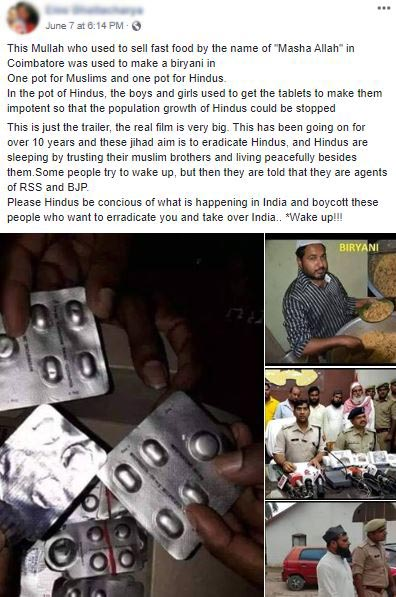 June 7 at 6:14 PM ·
This Mullah who used to sell fast food by the name of "Masha Allah" in
Coimbatore was used to make a biryani in
One pot for Muslims and one pot for Hindus.
In the pot of Hindus, the boys and girls used to get the tablets to make them
impotent so that the population growth of Hindus could be stopped
This is just the trailer, the real film is very big. This has been going on for
over 10 years and these jihad aim is to eradicate Hindus, and Hindus are
sleeping by trusting their muslim brothers and living peacefully besides
them.Some people try to wake up, but then they are told that they are agents
of RSS and BJP.
Please Hindus be concious of what is happening in India and boycott these
people who want to erradicate you and take over India.. *Wake up!!!
BIRYANI